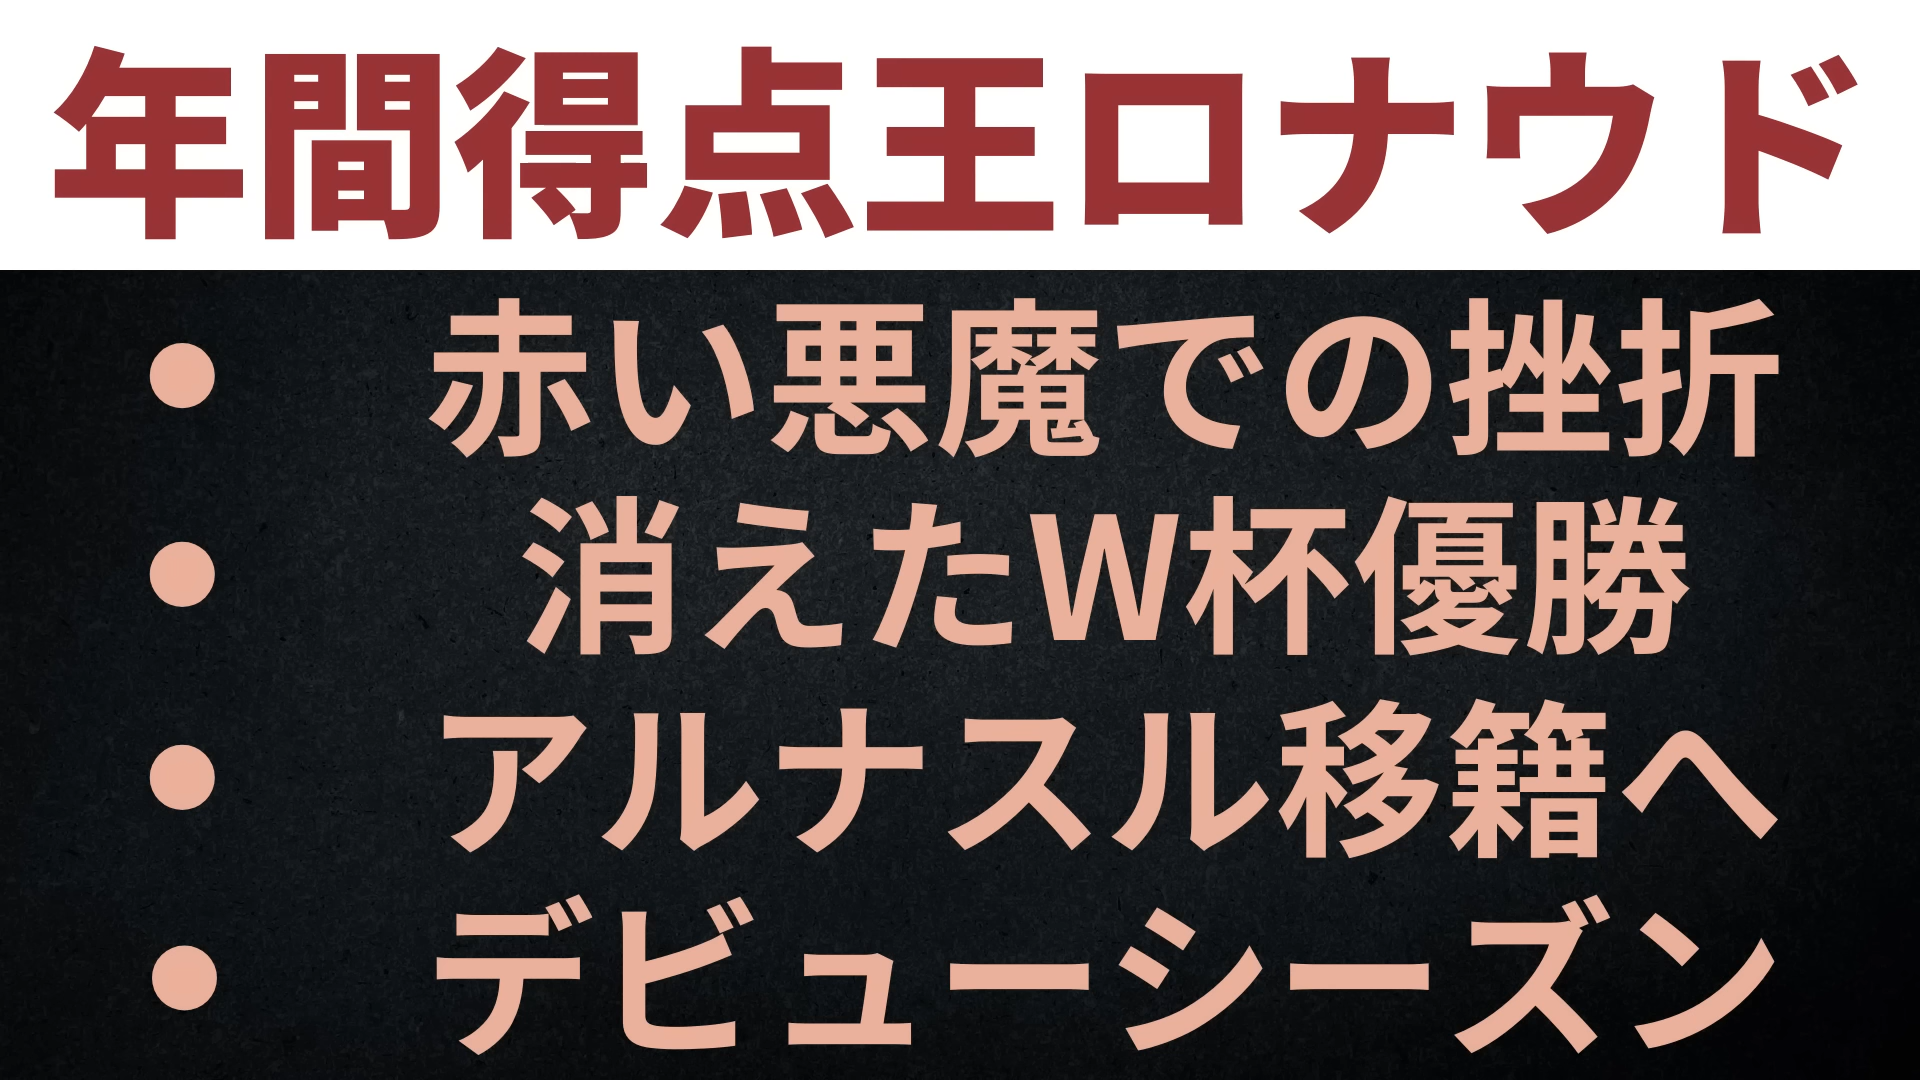 年間得点王ロナウド
• 赤い悪魔での挫折
• 消えたW杯優勝
• アルナスル移籍へ
• デビューシーズン